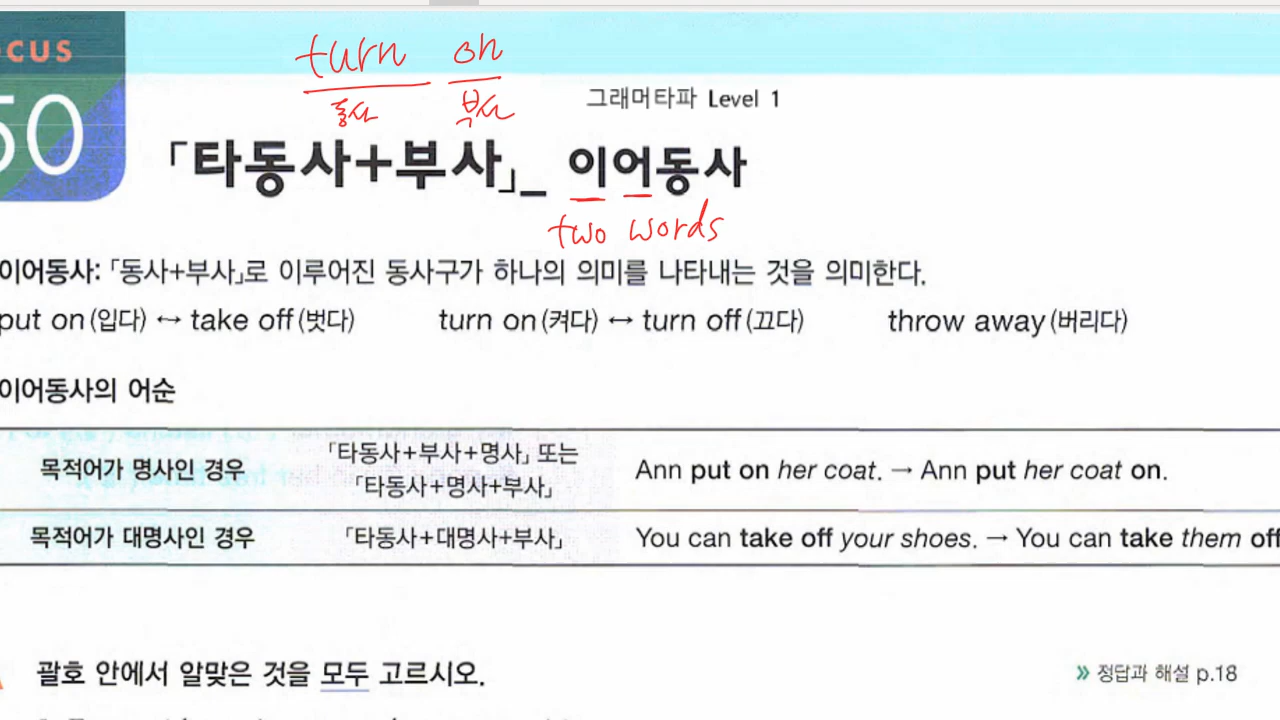 turn on
CUS
동사 부사
그래머타파 Level 1
50
「타동사+부사」_ 이어동사
two words
이어동사: 「동사+부사」로 이루어진 동사구가 하나의 의미를 나타내는 것을 의미한다.
put on (입다) ↔ take off (벗다) turn on (켜다) ↔ turn off (끄다) throw away (버리다)
이어동사의 어순
목적어가 명사인 경우 「타동사+부사+명사」 또는 「타동사+명사+부사」 Ann put on her coat. → Ann put her coat on.
목적어가 대명사인 경우 「타동사+대명사+부사」 You can take off your shoes. → You can take them off
괄호 안에서 알맞은 것을 모두 고르시오.
» 정답과 해설 p.18